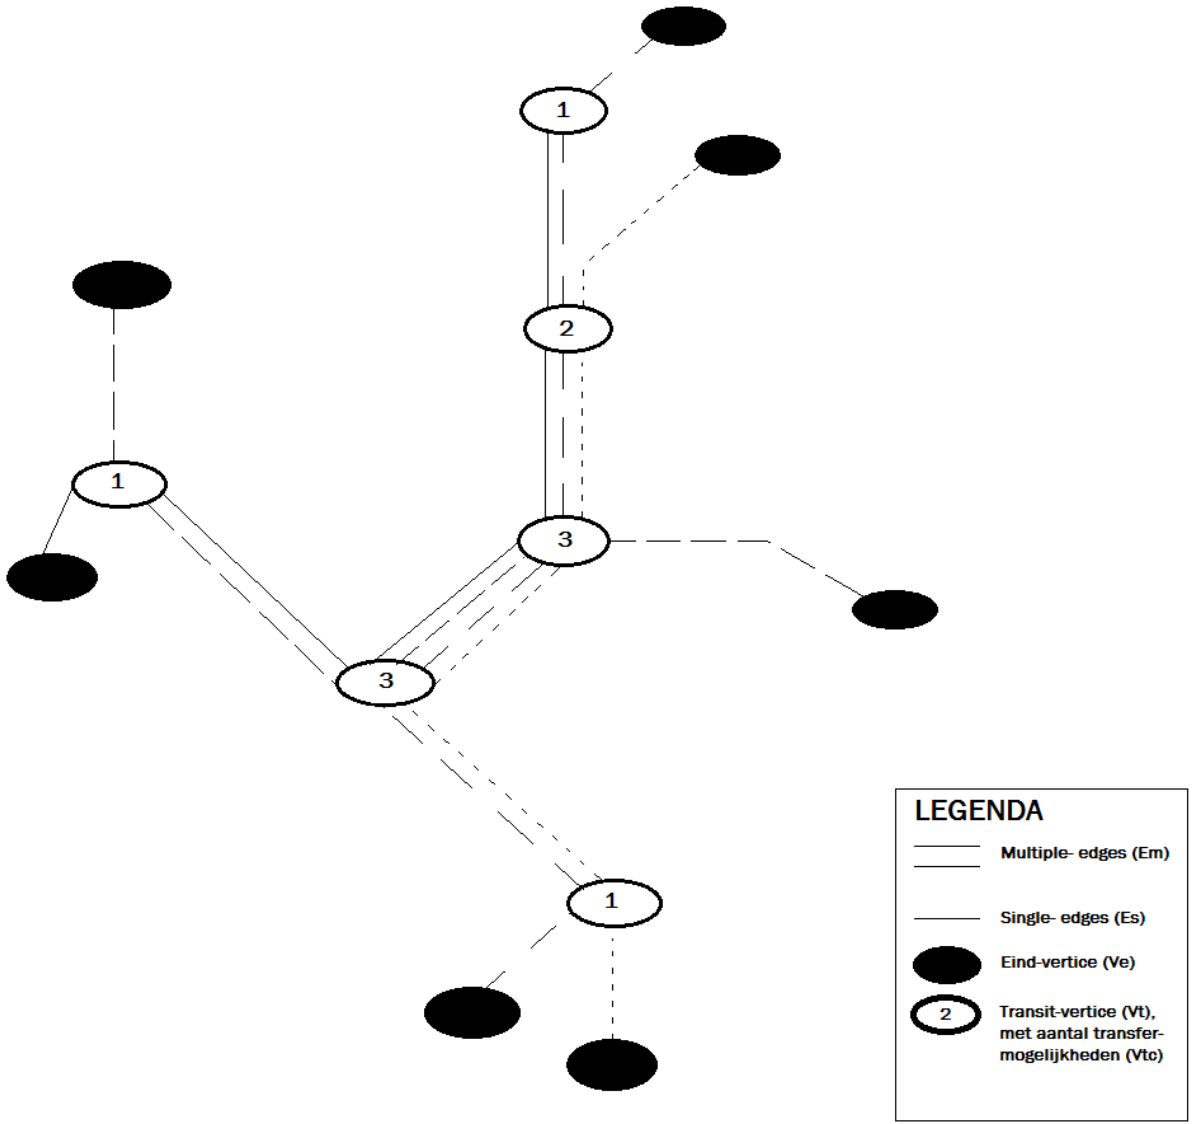 1
2
1
3
3
1
LEGENDA
Multiple- edges (Em)
Single- edges (Es)
Eind-vertice (Ve)
2
Transit-vertice (Vt),
met aantal transfer-
mogelijkheden (Vtc)